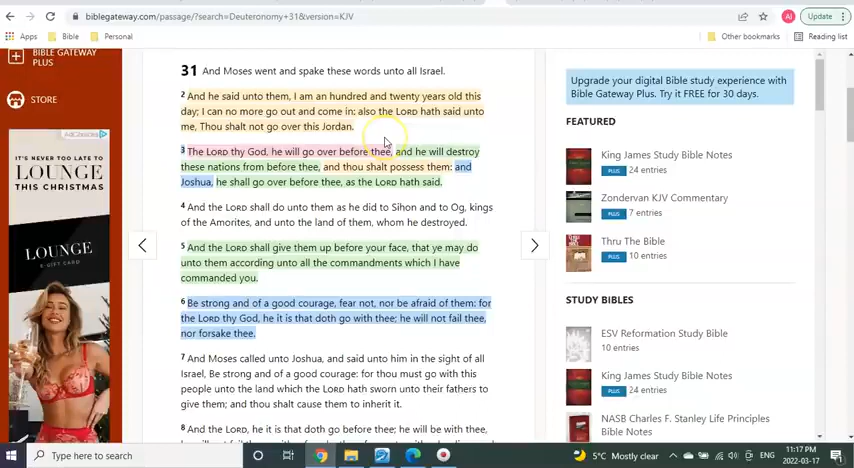 biblegateway.com/passage/?search=Deuteronomy+31&version=KJV
AI
Update
Apps
Bible
Personal
Other bookmarks
Reading list
BIBLE GATEWAY
PLUS
STORE
AdChoices
IT'S NEVER TOO LATE TO
LOUNGE
THIS CHRISTMAS
LOUNGE
E-GIFT CARD
31 And Moses went and spake these words unto all Israel.
2 And he said unto them, I am an hundred and twenty years old this
day; I can no more go out and come in: also the LORD hath said unto
me, Thou shalt not go over this Jordan.
3 The LORD thy God, he will go over before thee, and he will destroy
these nations from before thee, and thou shalt possess them: and
Joshua, he shall go over before thee, as the LORD hath said.
4 And the LORD shall do unto them as he did to Sihon and to Og, kings
of the Amorites, and unto the land of them, whom he destroyed.
5 And the LORD shall give them up before your face, that ye may do
unto them according unto all the commandments which I have
commanded you.
6 Be strong and of a good courage, fear not, nor be afraid of them: for
the LORD thy God, he it is that doth go with thee; he will not fail thee,
nor forsake thee.
7 And Moses called unto Joshua, and said unto him in the sight of all
Israel, Be strong and of a good courage: for thou must go with this
people unto the land which the LORD hath sworn unto their fathers to
give them; and thou shalt cause them to inherit it.
8 And the LORD, he it is that doth go before thee; he will be with thee,
Upgrade your digital Bible study experience with
Bible Gateway Plus. Try it FREE for 30 days.
FEATURED
King James Study Bible Notes
PLUS 24 entries
Zondervan KJV Commentary
PLUS 7 entries
Thru The Bible
PLUS 10 entries
STUDY BIBLES
ESV Reformation Study Bible
10 entries
King James Study Bible Notes
PLUS 24 entries
NASB Charles F. Stanley Life Principles
Bible Notes
Type here to search
5°C Mostly clear
ENG
11:17 PM
2022-03-17